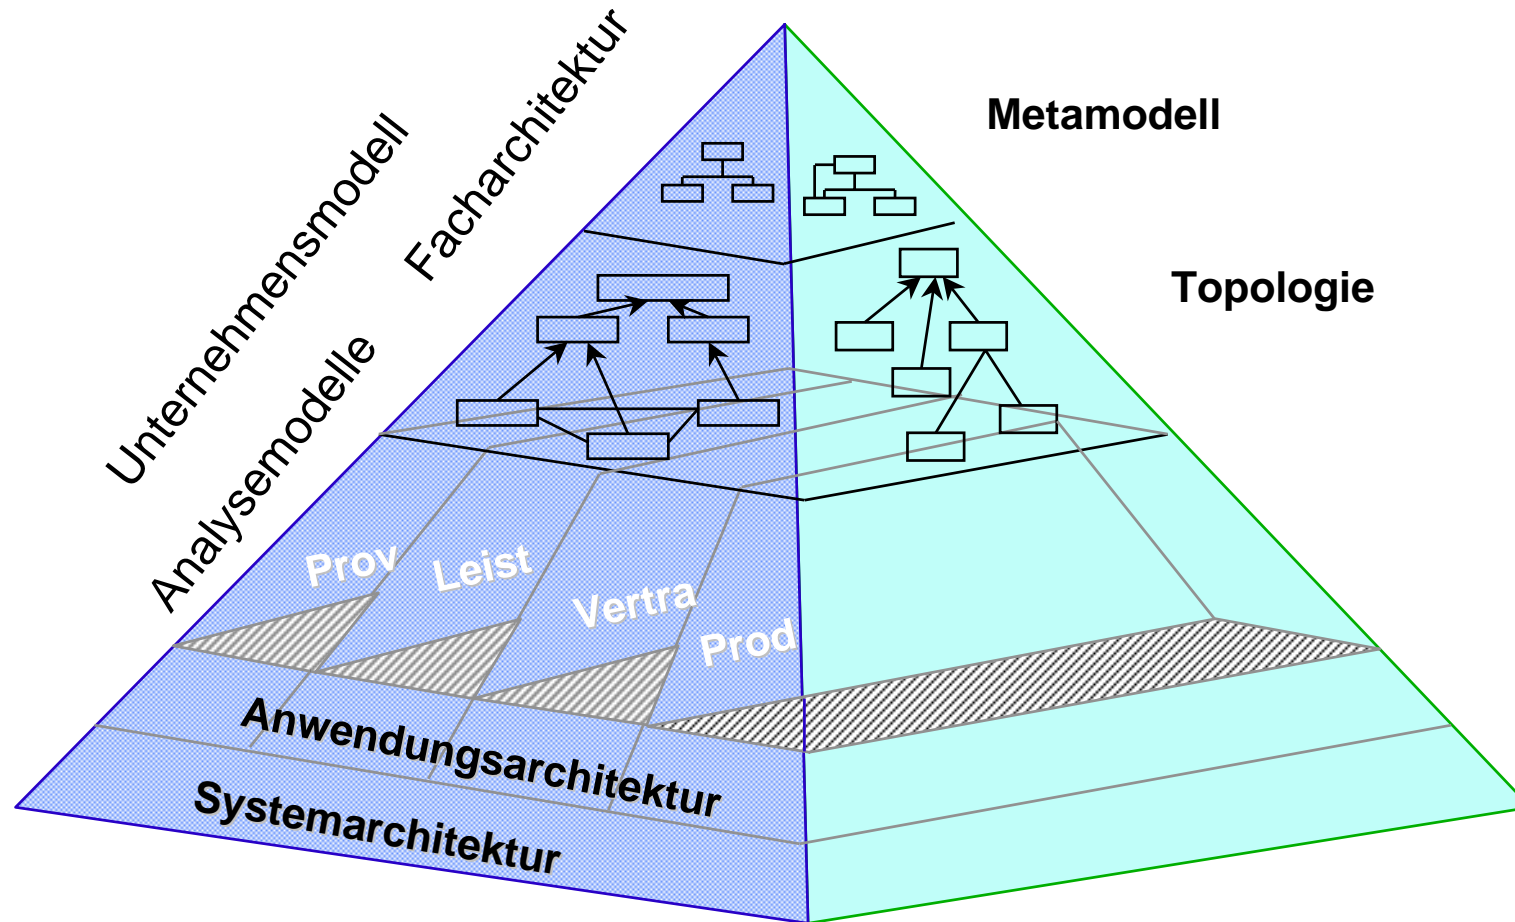 Facharchitektur
Unternehmensmodell
Analysemodelle
Metamodell
Topologie
Prov
Leist
Vertra
Prod
Anwendungsarchitektur
Systemarchitektur